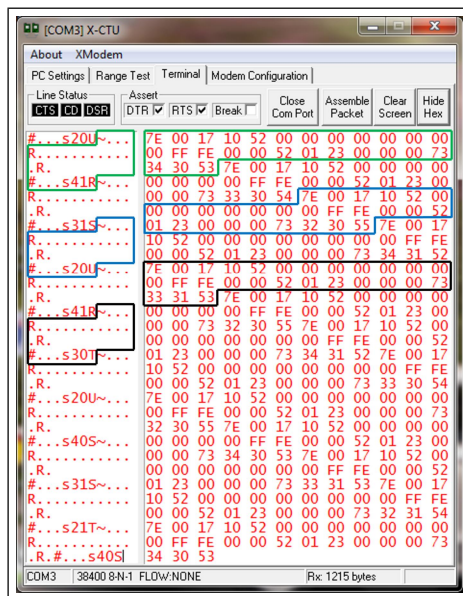 [COM3] X-CTU
About XModem
PC Settings Range Test Terminal Modem Configuration
Line Status
CTS CD DSR
Assert
DTR RTS Break
Close Com Port
Assemble Packet
Clear Screen
Hide Hex
#...s20U~...
R...........
.R.
#...s41R~...
R...........
.R.
#...s31S~...
R...........
.R.
#...s20U~...
R...........
.R.
#...s41R~...
R...........
.R.
#...s30T~...
R...........
.R.
#...s20U~...
R...........
.R.
#...s40S~...
R...........
.R.
#...s31S~...
R...........
.R.
#...s21T~...
R...........
.R.#...s40S
7E 00 17 10 52 00 00 00 00 00 00 00
00 FF FE 00 00 52 01 23 00 00 00 73
34 30 53 7E 00 17 10 52 00 00 00 00
00 00 00 00 FF FE 00 00 52 01 23 00
00 00 73 33 30 54 7E 00 17 10 52 00
00 00 00 00 00 00 00 FF FE 00 00 52
01 23 00 00 00 73 32 30 55 7E 00 17
10 52 00 00 00 00 00 00 00 00 FF FE
00 00 52 01 23 00 00 00 73 34 31 52
7E 00 17 10 52 00 00 00 00 00 00 00
00 FF FE 00 00 52 01 23 00 00 00 73
33 31 53 7E 00 17 10 52 00 00 00 00
00 00 00 00 FF FE 00 00 52 01 23 00
00 00 73 32 30 55 7E 00 17 10 52 00
00 00 00 00 00 00 00 FF FE 00 00 52
01 23 00 00 00 73 34 31 52 7E 00 17
10 52 00 00 00 00 00 00 00 00 FF FE
00 00 52 01 23 00 00 00 73 33 30 54
7E 00 17 10 52 00 00 00 00 00 00 00
00 FF FE 00 00 52 01 23 00 00 00 73
32 30 55 7E 00 17 10 52 00 00 00 00
00 00 00 00 FF FE 00 00 52 01 23 00
00 00 73 34 30 53 7E 00 17 10 52 00
00 00 00 00 00 00 00 FF FE 00 00 52
01 23 00 00 00 73 33 31 53 7E 00 17
10 52 00 00 00 00 00 00 00 00 FF FE
00 00 52 01 23 00 00 00 73 32 31 54
7E 00 17 10 52 00 00 00 00 00 00 00
00 FF FE 00 00 52 01 23 00 00 00 73
34 30 53
COM3 38400 8-N-1 FLOW:NONE Rx: 1215 bytes